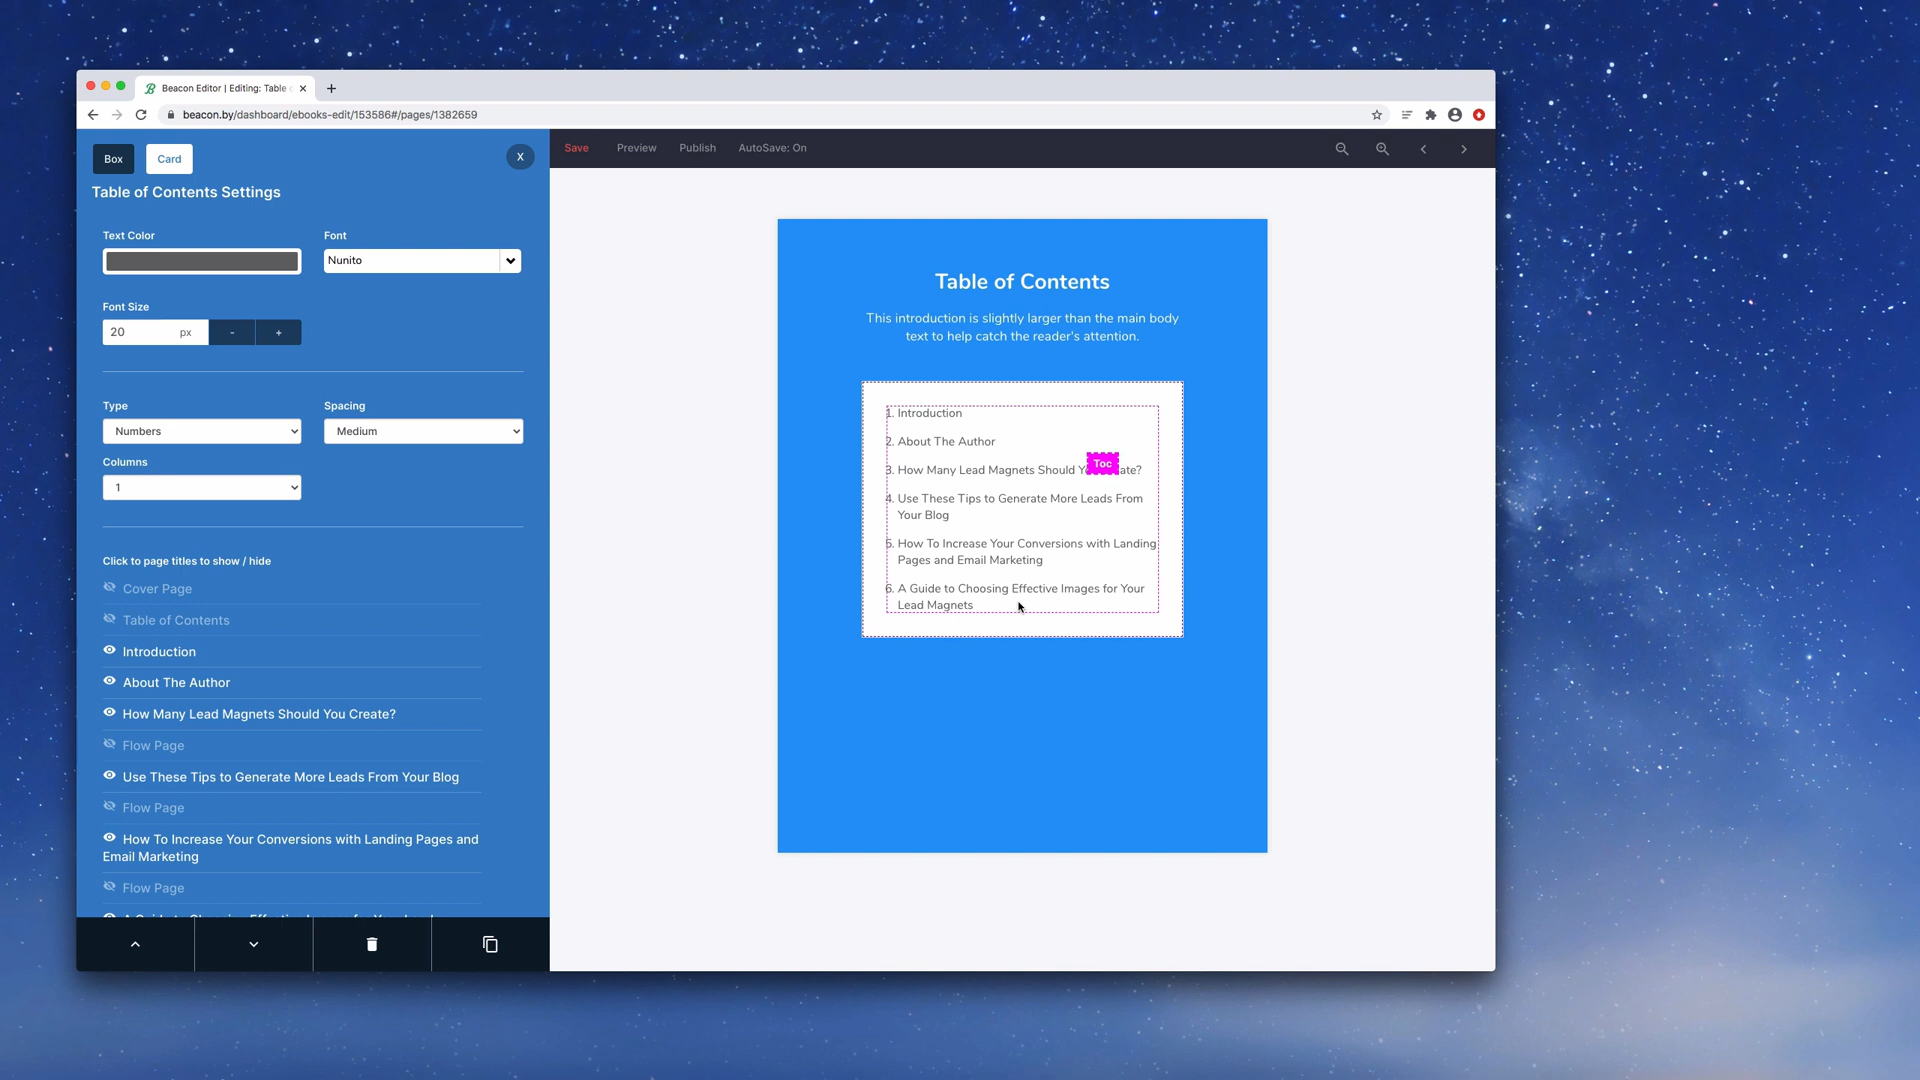 Beacon Editor | Editing: Table
beacon.by/dashboard/ebooks-edit/153586#/pages/1382659
Box
Card
X
Save
Preview
Publish
AutoSave: On
Table of Contents Settings
Text Color
Font
Nunito
Font Size
20
px
-
+
Type
Spacing
Numbers
Medium
Columns
1
Click to page titles to show / hide
Cover Page
Table of Contents
Introduction
About The Author
How Many Lead Magnets Should You Create?
Flow Page
Use These Tips to Generate More Leads From Your Blog
Flow Page
How To Increase Your Conversions with Landing Pages and
Email Marketing
Flow Page
Table of Contents
This introduction is slightly larger than the main body
text to help catch the reader's attention.
1. Introduction
2. About The Author
Toc
3. How Many Lead Magnets Should
4. Use These Tips to Generate More Leads From
Your Blog
5. How To Increase Your Conversions with Landing
Pages and Email Marketing
6. A Guide to Choosing Effective Images for Your
Lead Magnets